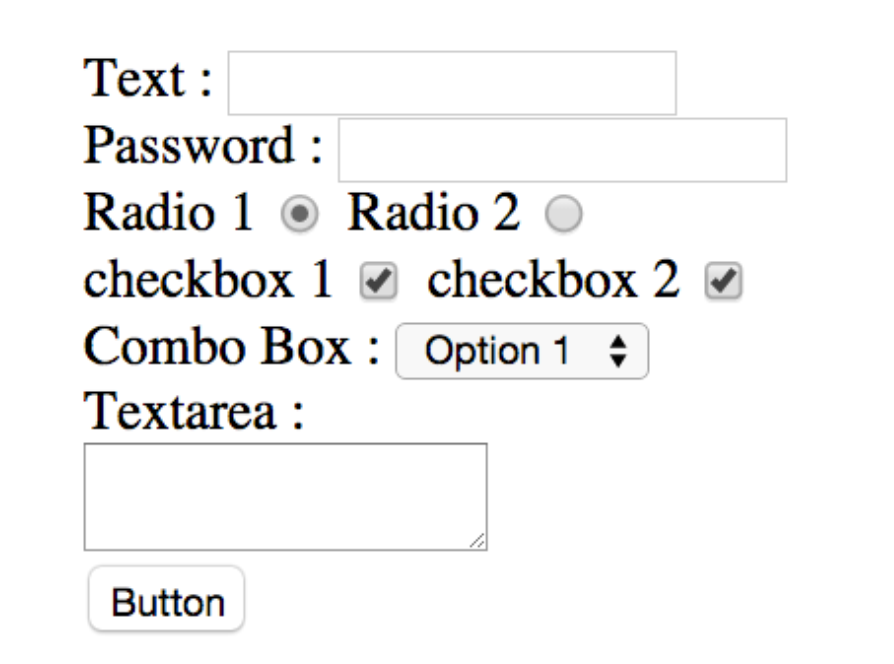 Text :
Password :
Radio 1 Radio 2
checkbox 1 checkbox 2
Combo Box : Option 1
Textarea :
Button